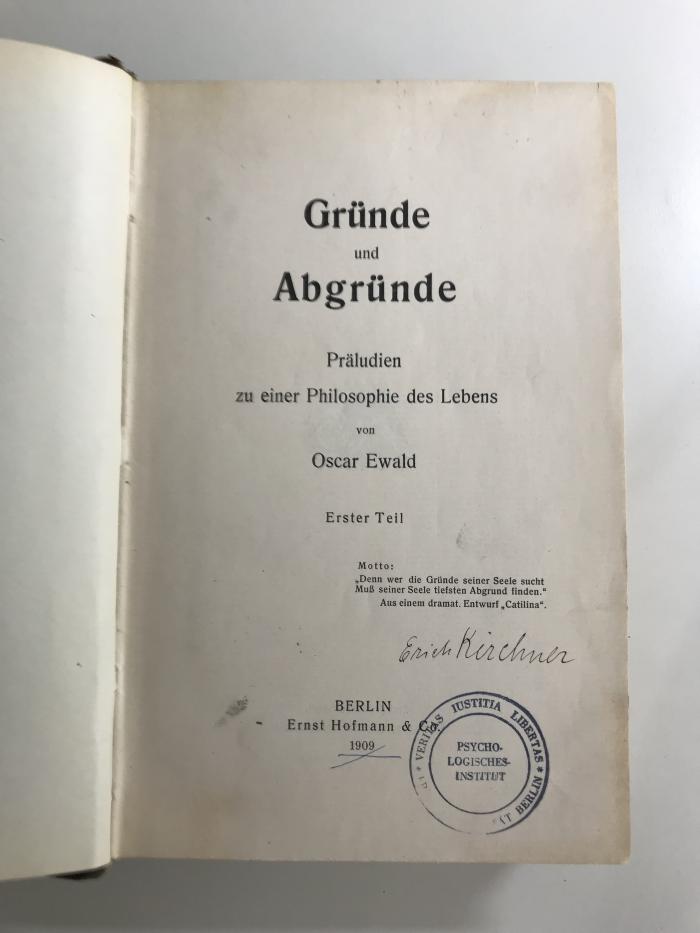 Gründe
und
Abgründe
Präludien
zu einer Philosophie des Lebens
von
Oscar Ewald
Erster Teil
Motto:
„Denn wer die Gründe seiner Seele sucht
Muß seiner Seele tiefsten Abgrund finden.“
Aus einem dramat. Entwurf „Catilina“.
Erich Kirchner
BERLIN
Ernst Hofmann & Co.
1909
* VERITAS IUSTITIA LIBERTAS *
PSYCHO-
LOGISCHES-
INSTITUT
ÄT BERLIN